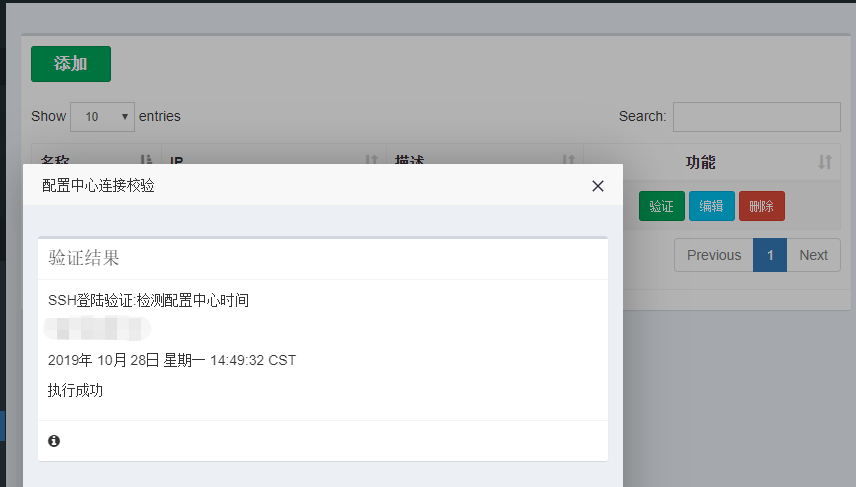 添加
Show 10 entries Search:
名称 IP 描述 功能
配置中心连接校验
验证 编辑 删除
验证结果
Previous 1 Next
SSH登陆验证:检测配置中心时间
2019年 10月 28日 星期一 14:49:32 CST
执行成功